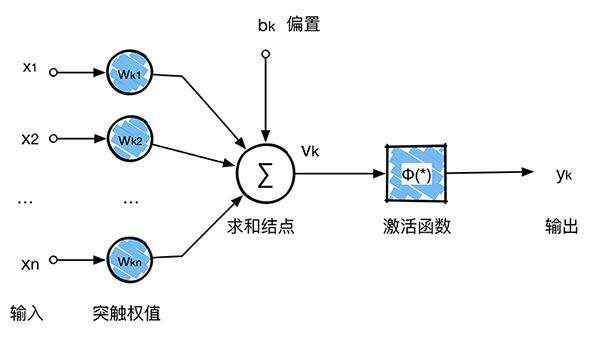 bk 偏置
x1
wk1
x2
wk2
vk
∑
Φ(*)
yk
...
...
求和结点
激活函数
输出
xn
wkn
输入
突触权值